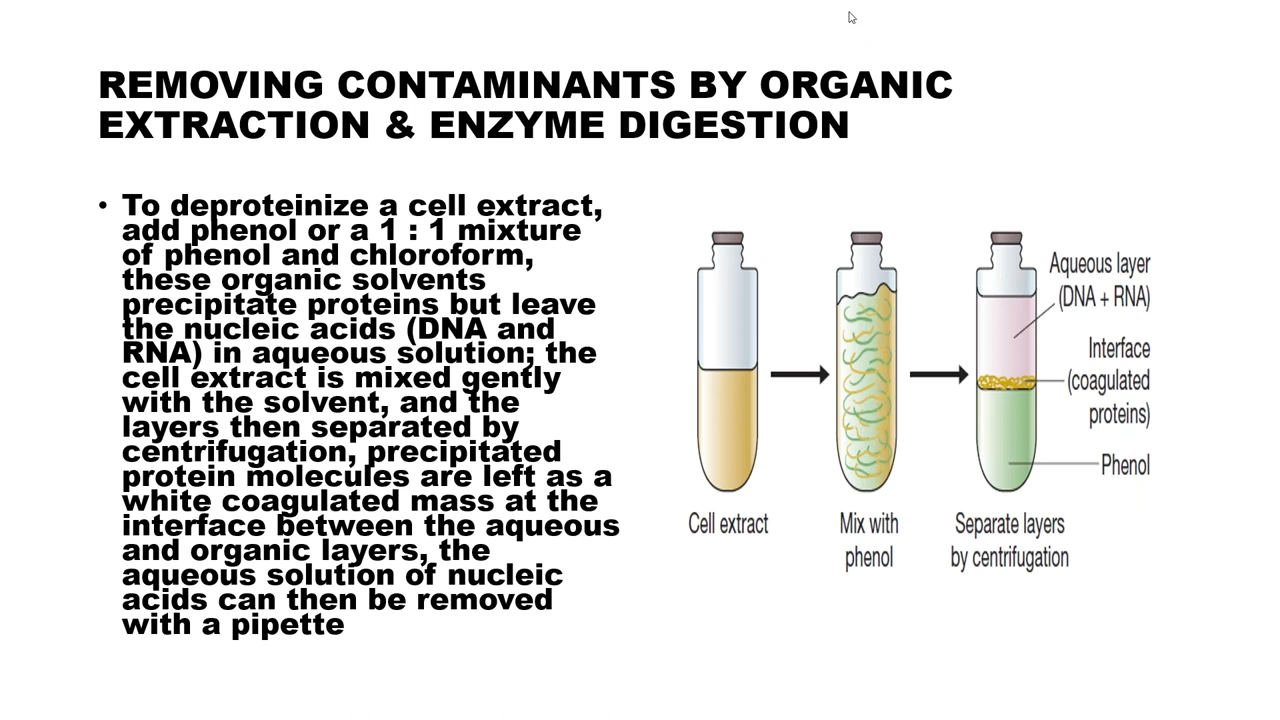 REMOVING CONTAMINANTS BY ORGANIC
EXTRACTION & ENZYME DIGESTION
• To deproteinize a cell extract,
add phenol or a 1 : 1 mixture
of phenol and chloroform,
these organic solvents
precipitate proteins but leave
the nucleic acids (DNA and
RNA) in aqueous solution; the
cell extract is mixed gently
with the solvent, and the
layers then separated by
centrifugation, precipitated
protein molecules are left as a
white coagulated mass at the
interface between the aqueous
and organic layers, the
aqueous solution of nucleic
acids can then be removed
with a pipette
Aqueous layer
(DNA + RNA)
Interface
(coagulated
proteins)
Phenol
Cell extract
Mix with
phenol
Separate layers
by centrifugation